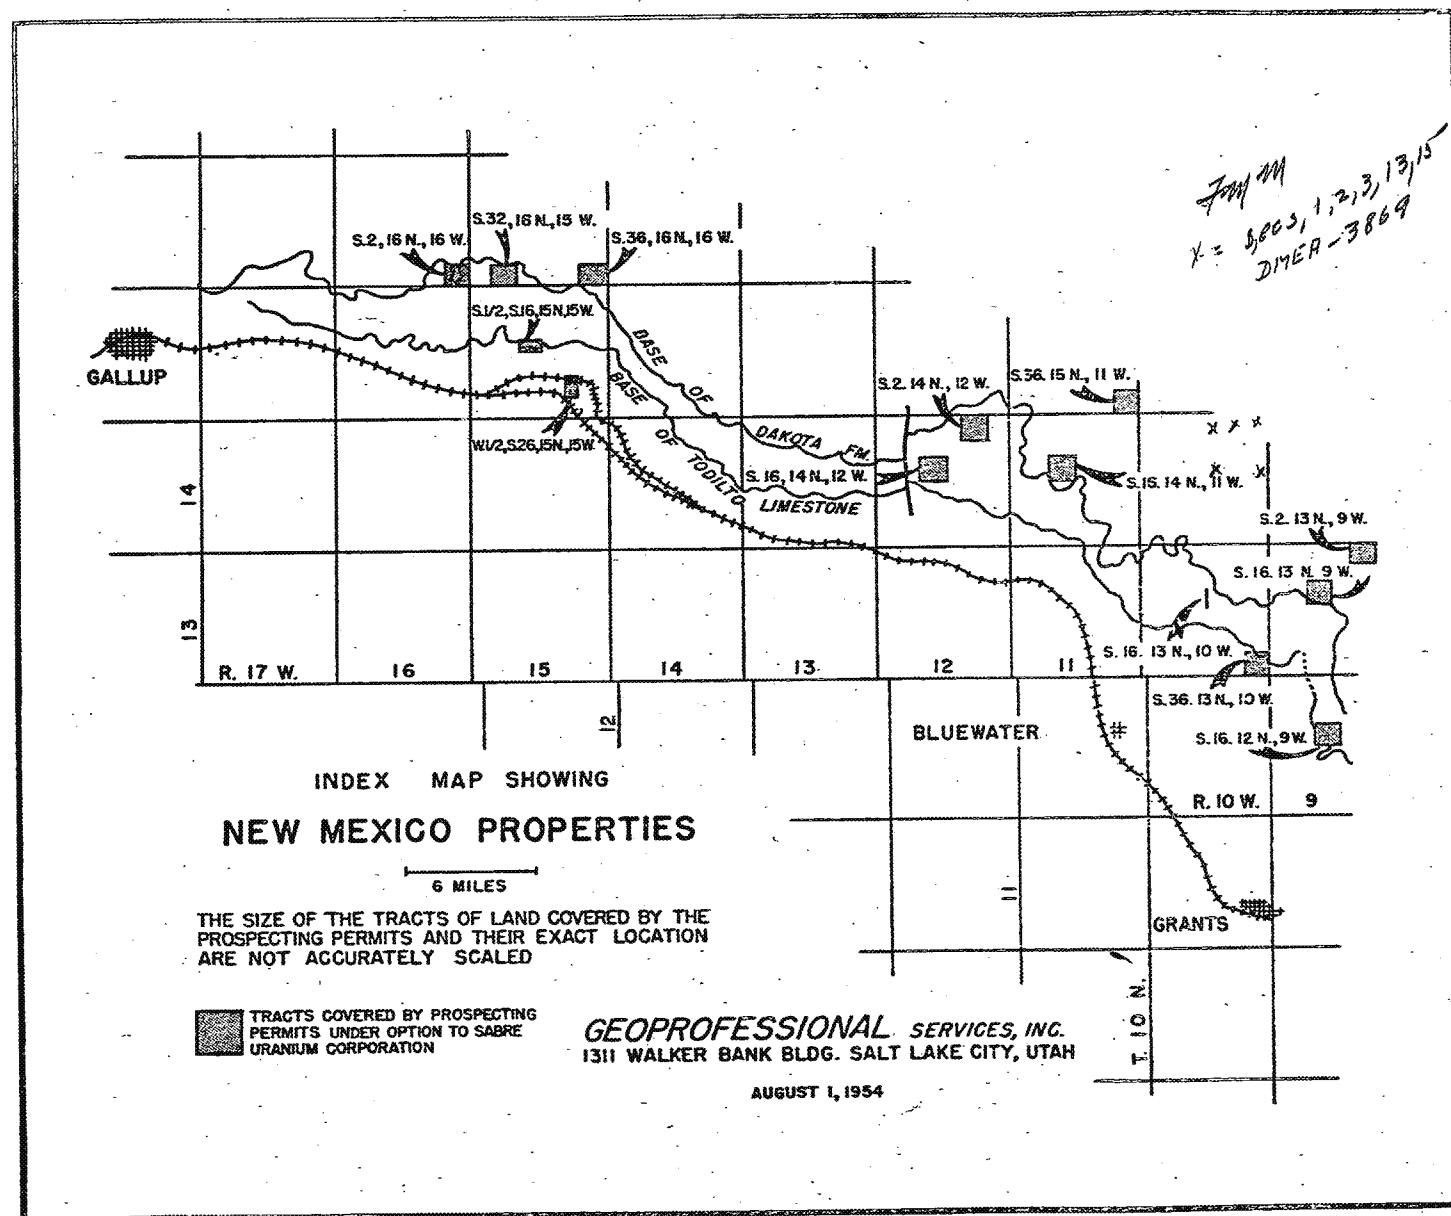 X = secs, 1, 2, 3, 13, 15
DMEA - 3869
S.32, 16 N., 15 W.
S.2, 16 N., 16 W.
S.36, 16 N., 16 W.
S.1/2, S.16, 15N, 15W.
GALLUP
BASE OF DAKOTA FM.
BASE OF TODILTO LIMESTONE
S.2. 14 N., 12 W.
S.36. 15 N., 11 W.
W.1/2, S.26, 15N, 15W.
S. 16, 14 N., 12 W.
S.15. 14 N., 11 W.
x x x
x x
14
S.2. 13 N., 9 W.
S. 16. 13 N. 9 W.
13
S. 16. 13 N., 10 W.
R. 17 W. 16 15 14 13 12 11
S.36. 13 N., 10 W.
12
BLUEWATER
#
S.16. 12 N., 9 W.
INDEX MAP SHOWING
NEW MEXICO PROPERTIES
R. 10 W. 9
6 MILES
11
GRANTS
THE SIZE OF THE TRACTS OF LAND COVERED BY THE
PROSPECTING PERMITS AND THEIR EXACT LOCATION
ARE NOT ACCURATELY SCALED
T. 10 N.
TRACTS COVERED BY PROSPECTING
PERMITS UNDER OPTION TO SABRE
URANIUM CORPORATION
GEOPROFESSIONAL SERVICES, INC.
1311 WALKER BANK BLDG. SALT LAKE CITY, UTAH
AUGUST 1, 1954